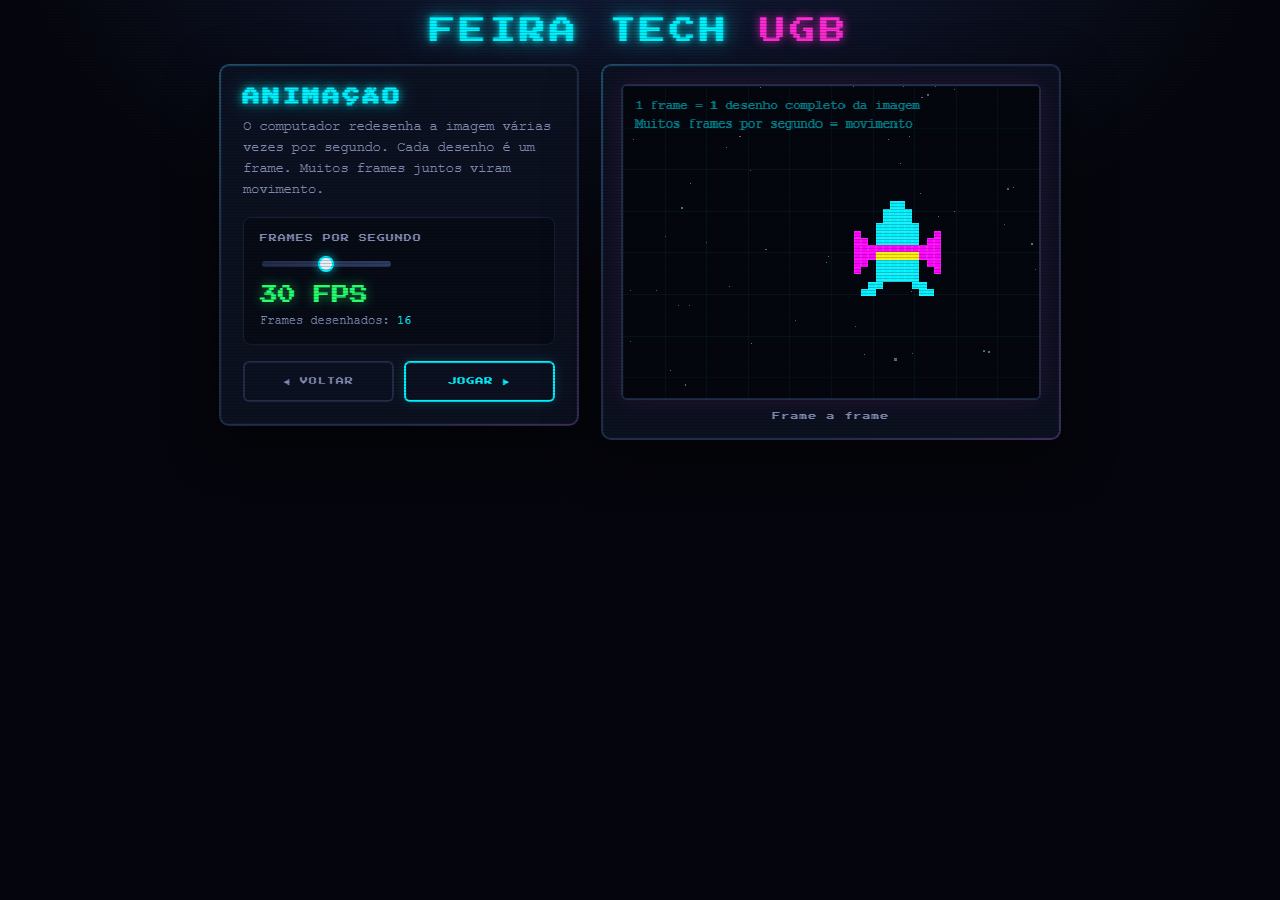 FEIRA TECH UGB
ANIMAÇÃO
O computador redesenha a imagem várias
vezes por segundo. Cada desenho é um
frame. Muitos frames juntos viram
movimento.
FRAMES POR SEGUNDO
30 FPS
Frames desenhados: 16
◀ VOLTAR
JOGAR ▶
1 frame = 1 desenho completo da imagem
Muitos frames por segundo = movimento
Frame a frame